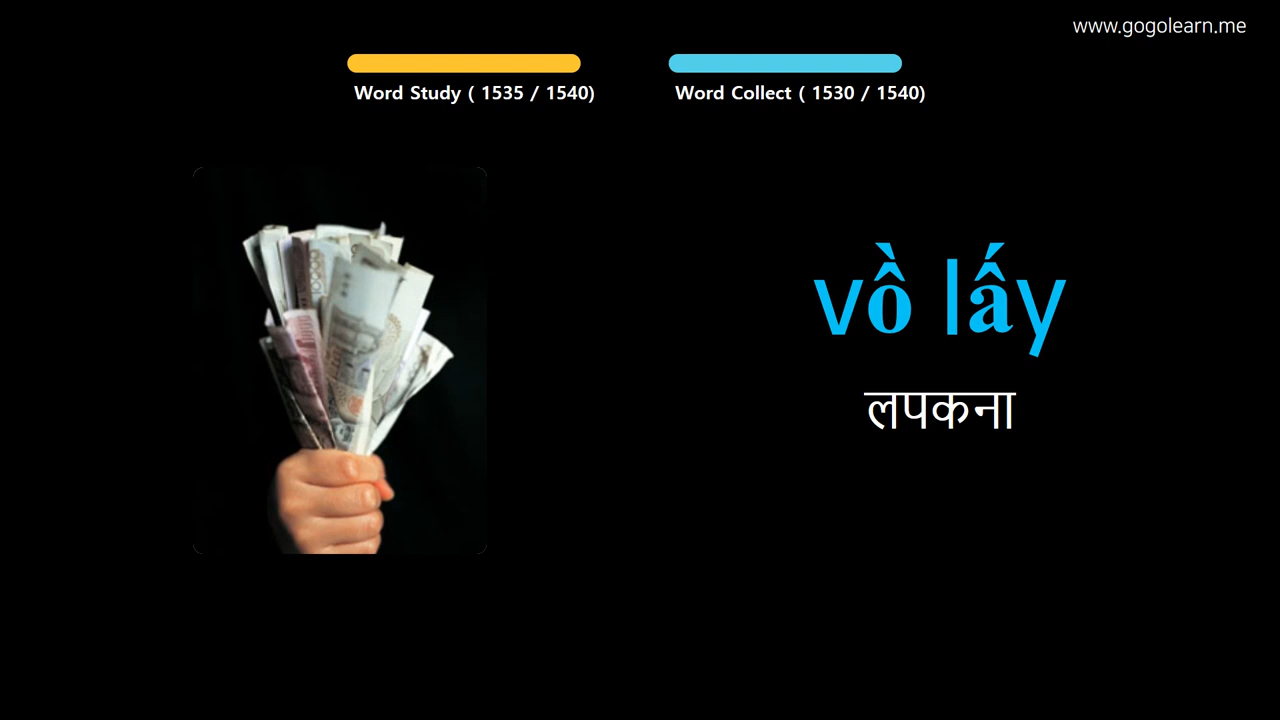 www.gogolearn.me
Word Study ( 1535 / 1540)
Word Collect ( 1530 / 1540)
vồ lấy
लपकना